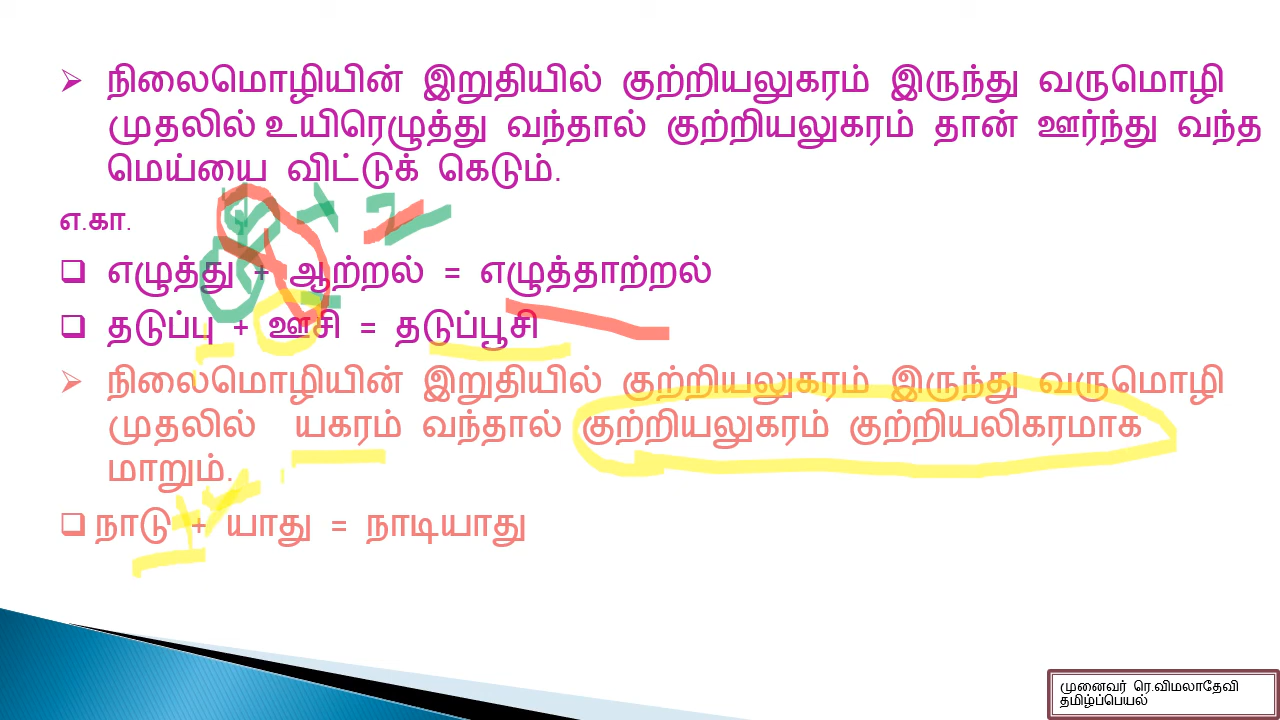 நிலைமொழியின் இறுதியில் குற்றியலுகரம் இருந்து வருமொழி
முதலில் உயிரெழுத்து வந்தால் குற்றியலுகரம் தான் ஊர்ந்து வந்த
மெய்யை விட்டுக் கெடும்.
எ.கா.
எழுத்து + ஆற்றல் = எழுத்தாற்றல்
தடுப்பு + ஊசி = தடுப்பூசி
நிலைமொழியின் இறுதியில் குற்றியலுகரம் இருந்து வருமொழி
முதலில் யகரம் வந்தால் குற்றியலுகரம் குற்றியலிகரமாக
மாறும்.
நாடு + யாது = நாடியாது
முனைவர் ரெ.விமலாதேவி
தமிழ்ப்பெயல்